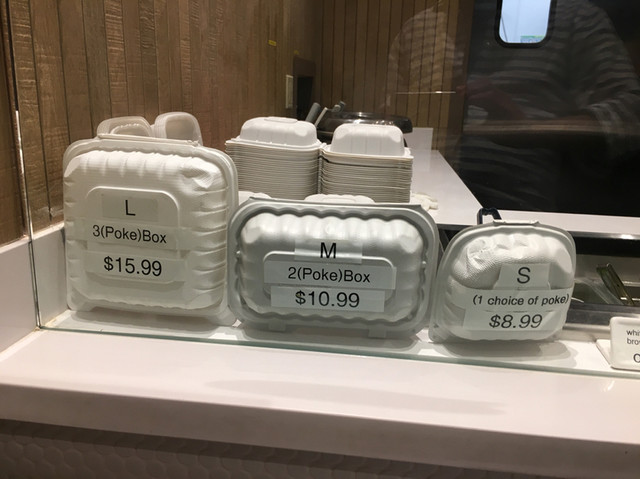 L
3(Poke)Box
$15.99
M
2(Poke)Box
$10.99
S
(1 choice of poke)
$8.99